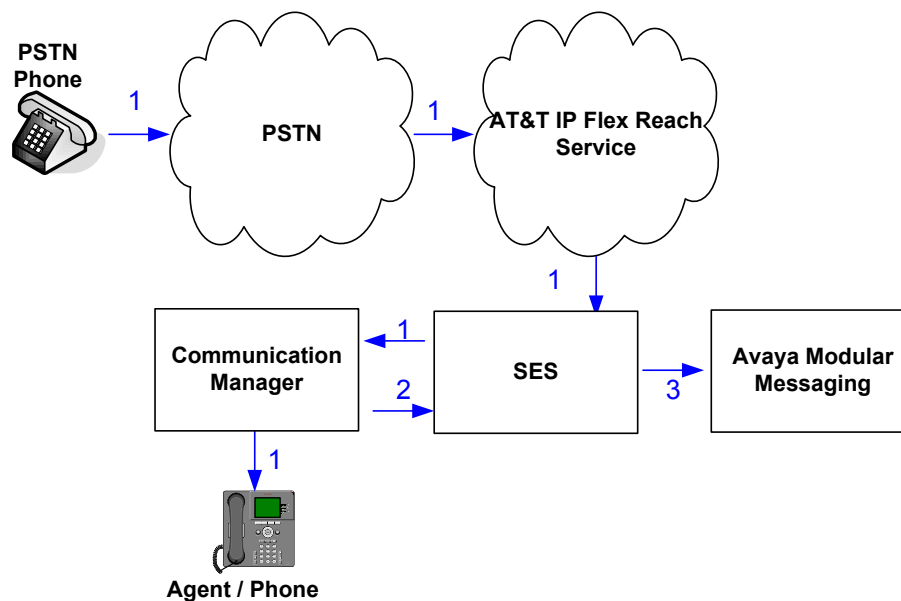 PSTN
Phone
1
PSTN
1
AT&T IP Flex Reach
Service
1
Communication
Manager
1
2
SES
3
Avaya Modular
Messaging
1
Agent / Phone